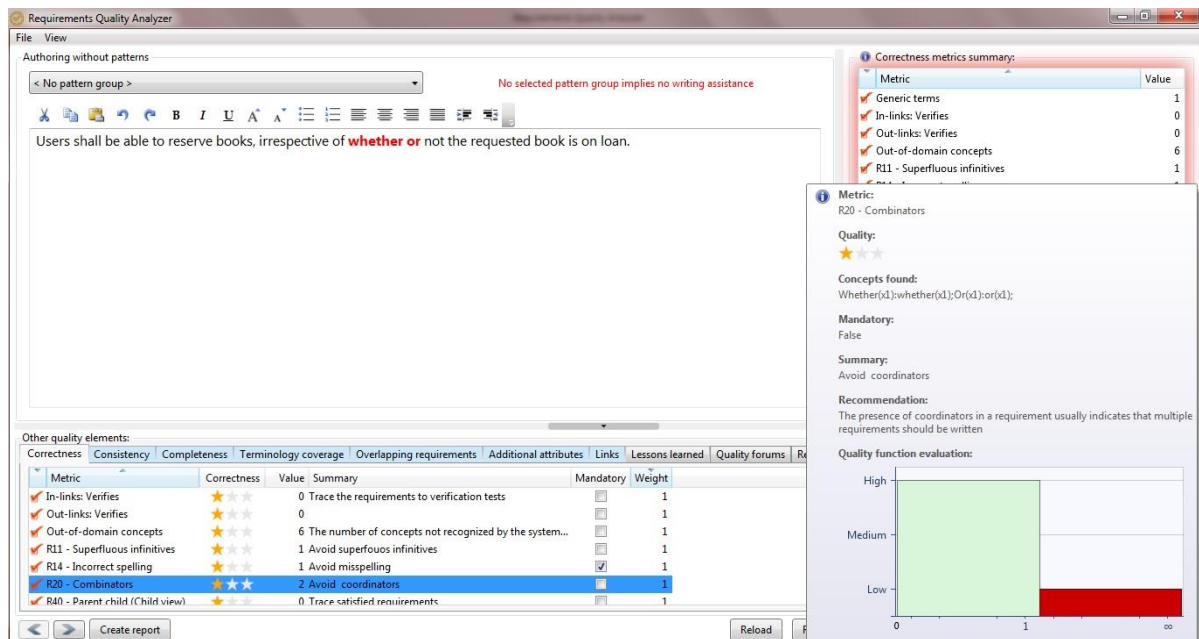 Requirements Quality Analyzer
File View
Authoring without patterns
< No pattern group >
No selected pattern group implies no writing assistance
B I U A A
Users shall be able to reserve books, irrespective of whether or not the requested book is on loan.
Correctness metrics summary:
Metric Value
Generic terms 1
In-links: Verifies 0
Out-links: Verifies 0
Out-of-domain concepts 6
R11 - Superfluous infinitives 1
Metric:
R20 - Combinators
Quality:
Concepts found:
Whether(x1):whether(x1);Or(x1):or(x1);
Mandatory:
False
Summary:
Avoid coordinators
Recommendation:
The presence of coordinators in a requirement usually indicates that multiple
requirements should be written
Quality function evaluation:
High
Medium
Low
0 1 ∞
Other quality elements:
Correctness Consistency Completeness Terminology coverage Overlapping requirements Additional attributes Links Lessons learned Quality forums Re
Metric Correctness Value Summary Mandatory Weight
In-links: Verifies 0 Trace the requirements to verification tests 1
Out-links: Verifies 0 1
Out-of-domain concepts 6 The number of concepts not recognized by the system... 1
R11 - Superfluous infinitives 1 Avoid superfouos infinitives 1
R14 - Incorrect spelling 1 Avoid misspelling 1
R20 - Combinators 2 Avoid coordinators 1
R40 - Parent child (Child view) 0 Trace satisfied requirements 1
Create report Reload